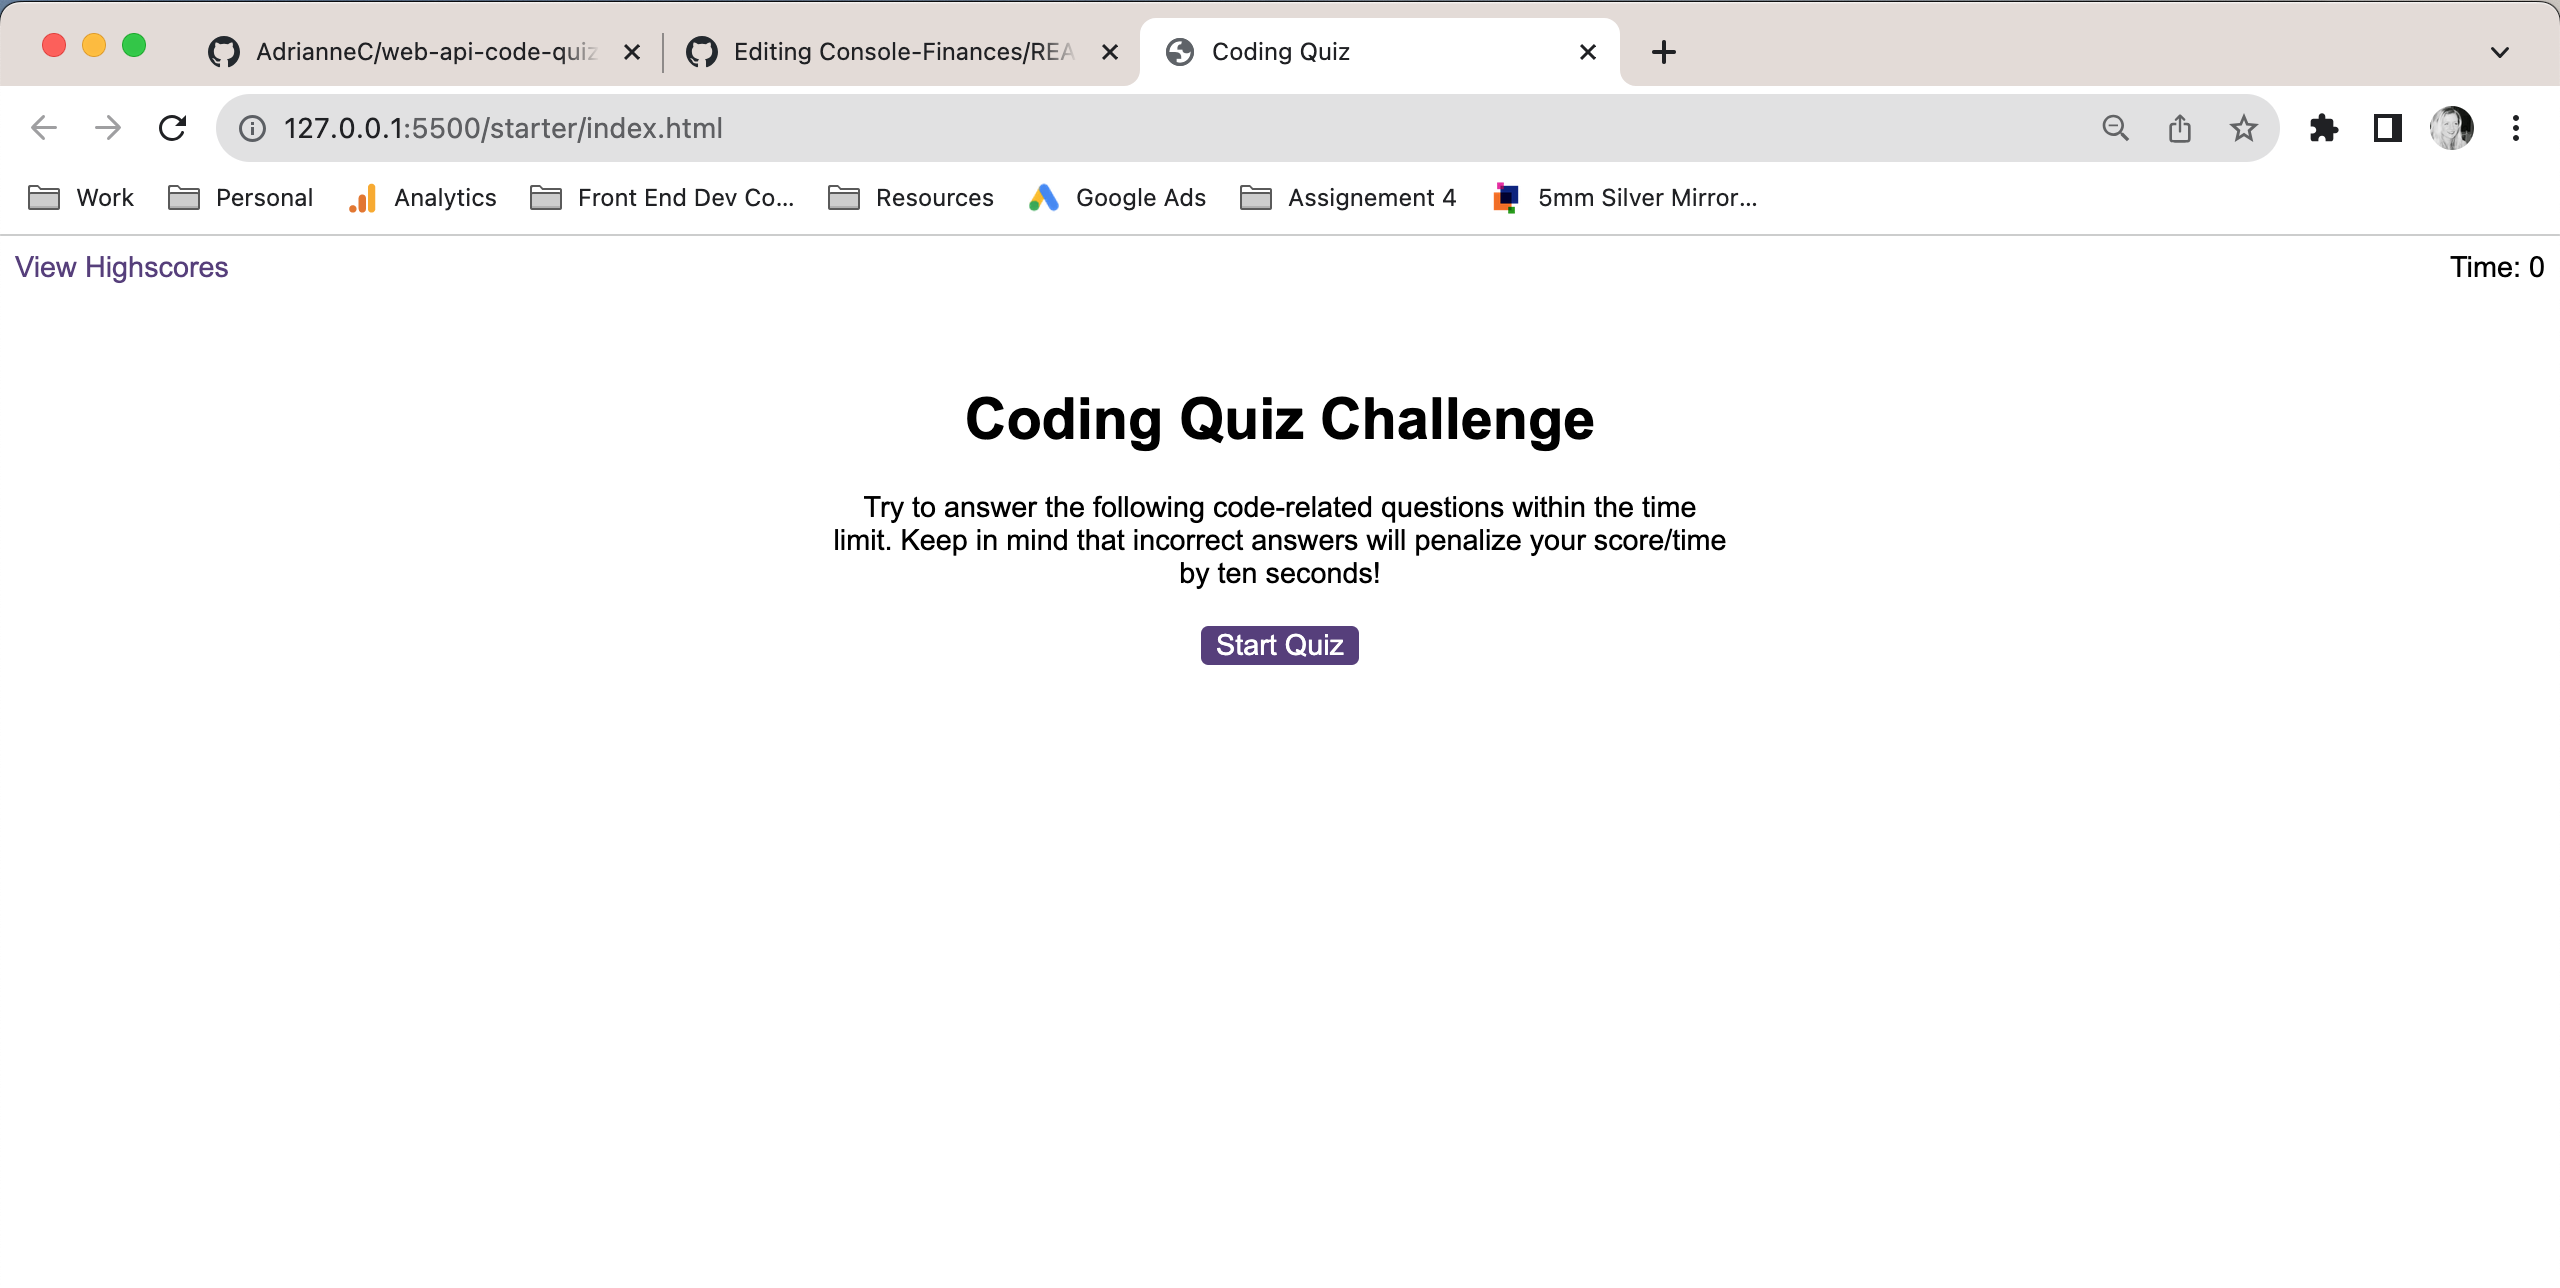 AdrianneC/web-api-code-quiz
Editing Console-Finances/REA
Coding Quiz
127.0.0.1:5500/starter/index.html
Work Personal Analytics Front End Dev Co... Resources Google Ads Assignement 4 5mm Silver Mirror...
View Highscores
Time: 0
Coding Quiz Challenge
Try to answer the following code-related questions within the time
limit. Keep in mind that incorrect answers will penalize your score/time
by ten seconds!
Start Quiz